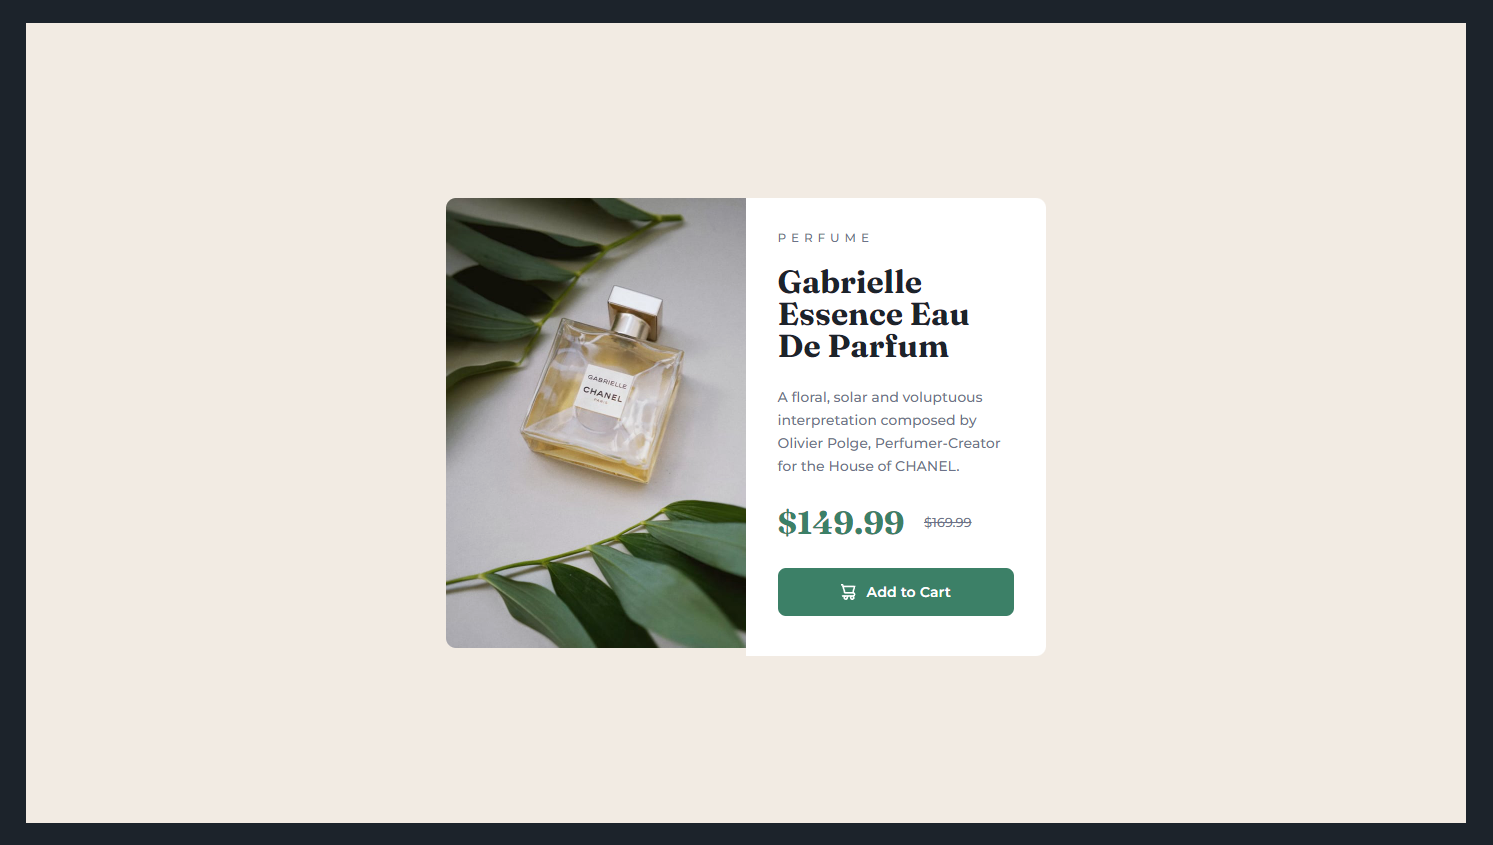 PERFUME
Gabrielle
Essence Eau
De Parfum
A floral, solar and voluptuous
interpretation composed by
Olivier Polge, Perfumer-Creator
for the House of CHANEL.
$149.99 $169.99
Add to Cart
GABRIELLE
CHANEL
PARIS